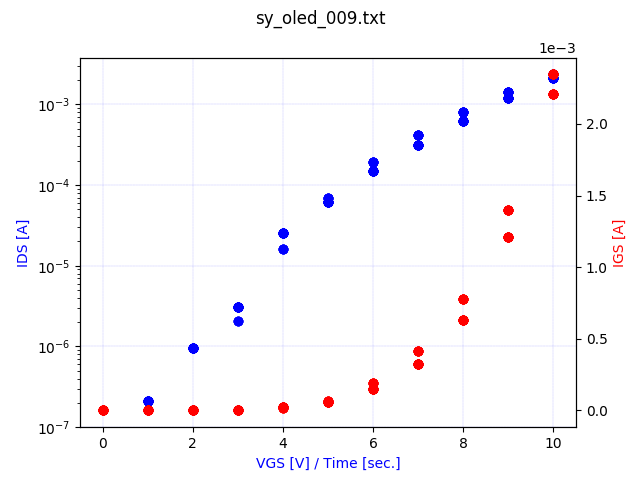 sy_oled_009.txt
1e−3
10⁻³
10⁻⁴
10⁻⁵
10⁻⁶
10⁻⁷
IDS [A]
2.0
1.5
1.0
0.5
0.0
IGS [A]
0 2 4 6 8 10
VGS [V] / Time [sec.]